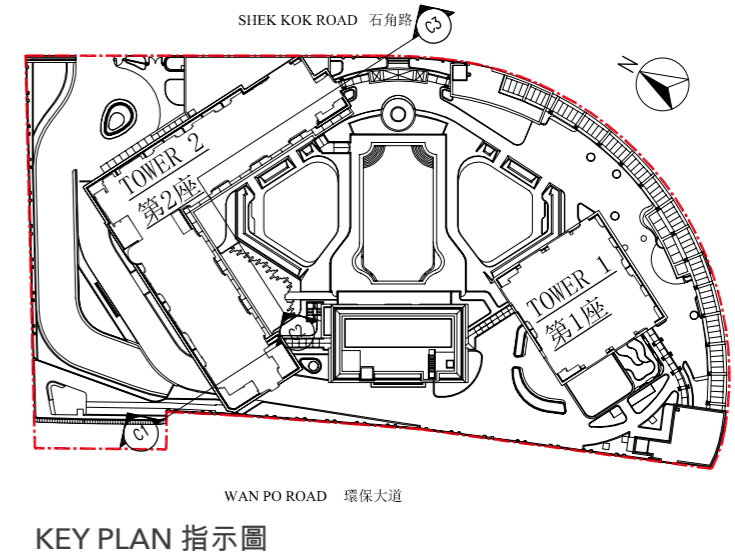 SHEK KOK ROAD 石角路
C3
N
TOWER 2
第2座
TOWER 1
第1座
C2
C1
WAN PO ROAD 環保大道
KEY PLAN 指示圖